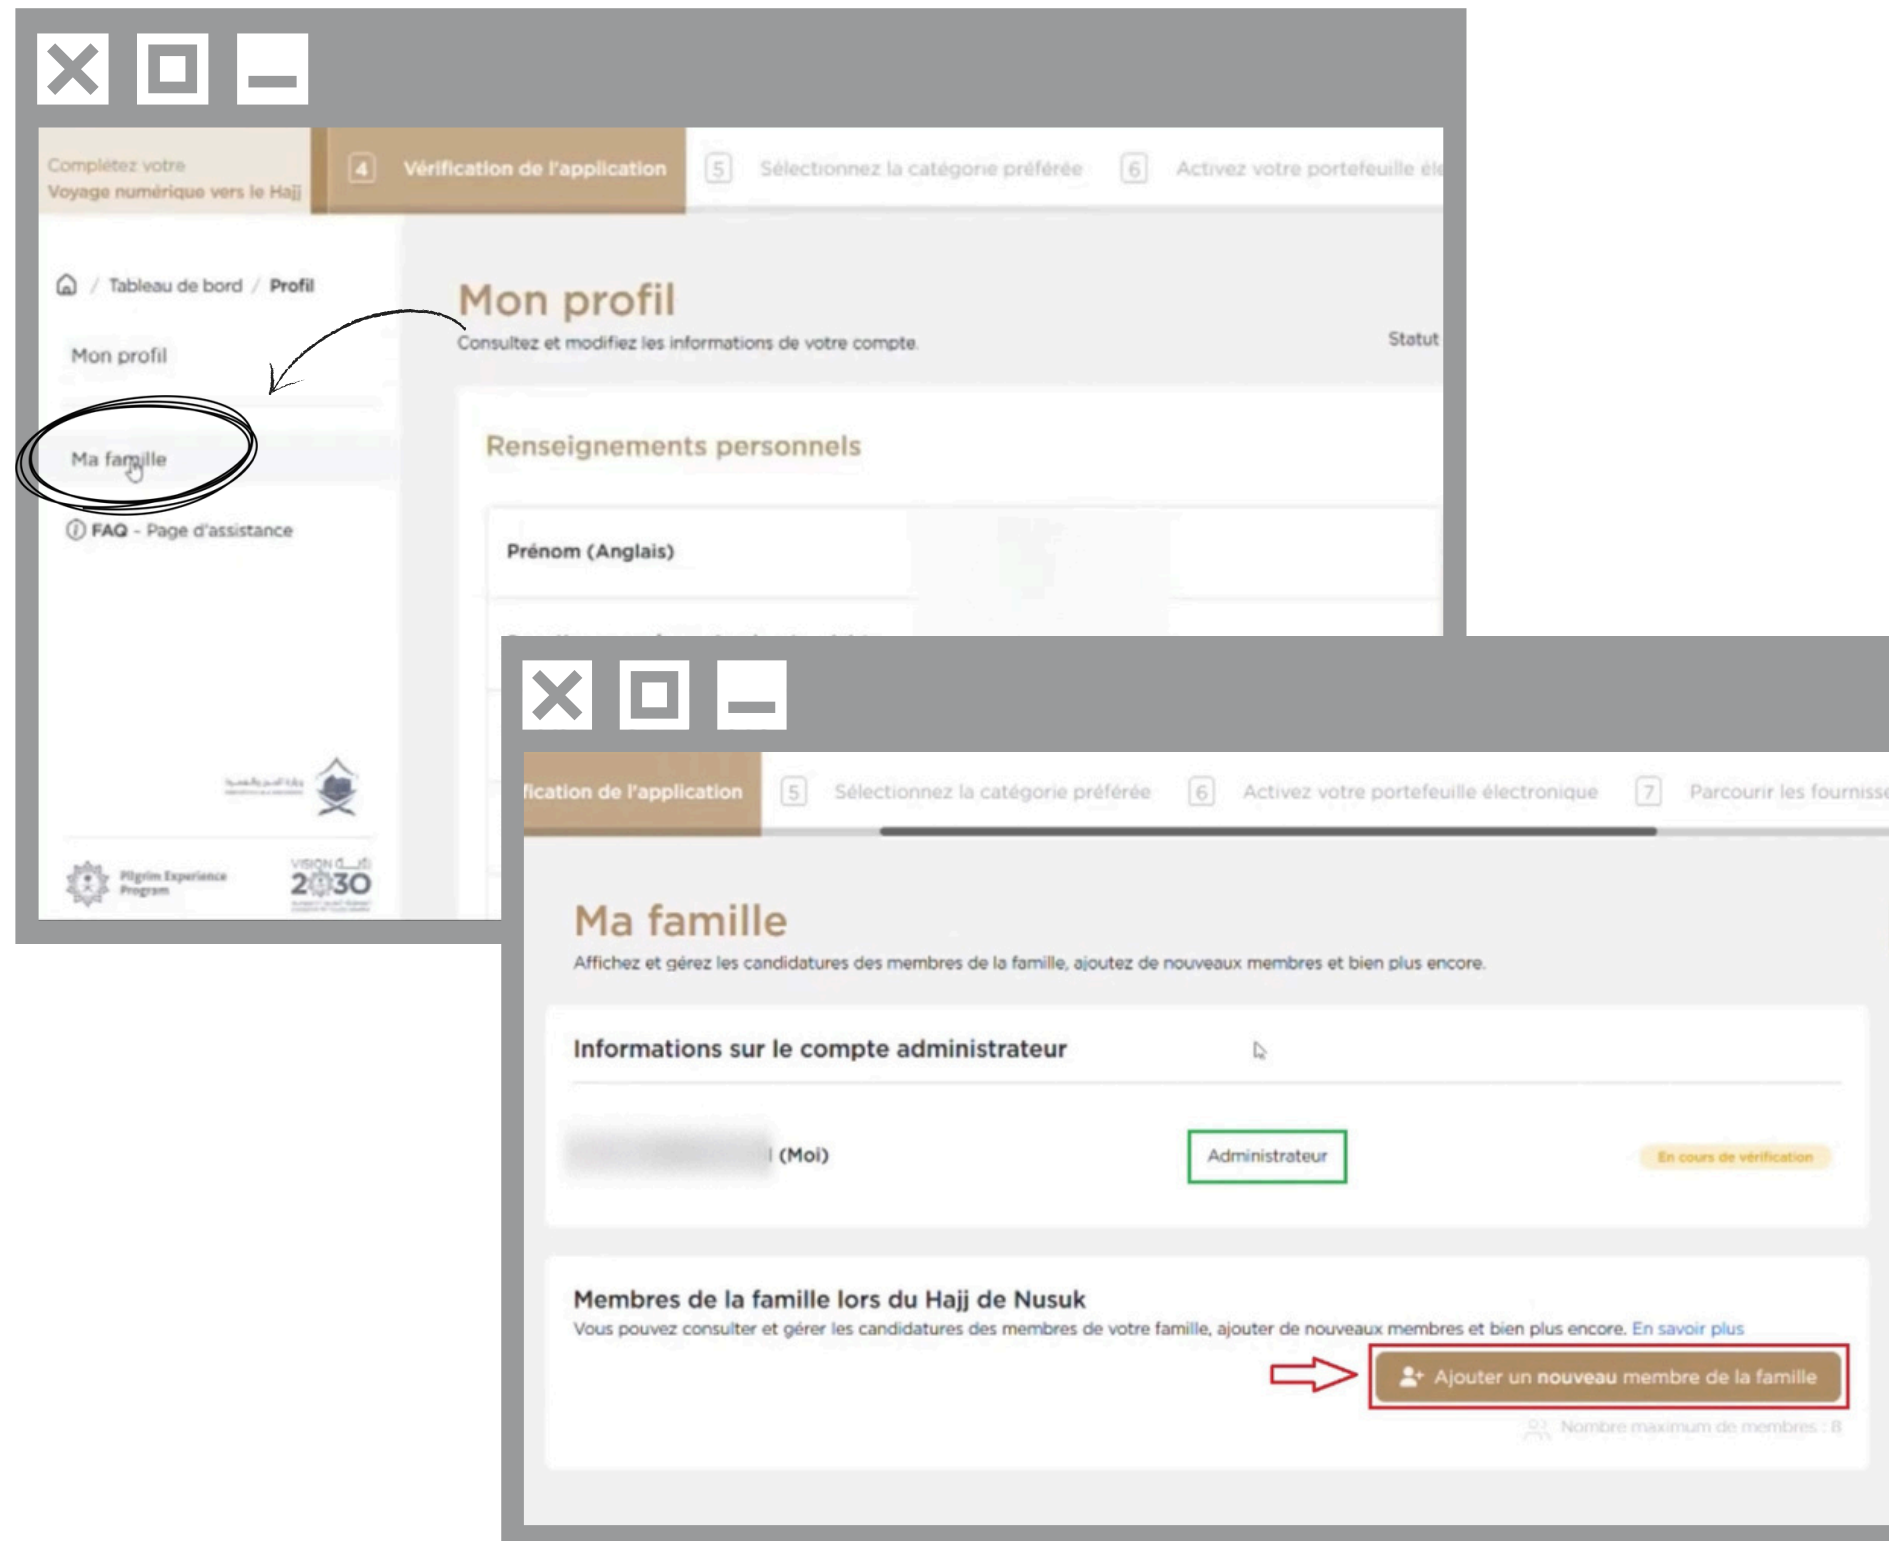 Complétez votre
Voyage numérique vers le Hajj
4 Vérification de l'application
5 Sélectionnez la catégorie préférée
6 Activez votre portefeuille éle
/ Tableau de bord / Profil
Mon profil
Ma famille
FAQ - Page d'assistance
Pilgrim Experience
Program
VISION رؤيــة
2030
Mon profil
Consultez et modifiez les informations de votre compte.
Statut
Renseignements personnels
Prénom (Anglais)
fication de l'application
5 Sélectionnez la catégorie préférée
6 Activez votre portefeuille électronique
7 Parcourir les fournisse
Ma famille
Affichez et gérez les candidatures des membres de la famille, ajoutez de nouveaux membres et bien plus encore.
Informations sur le compte administrateur
(Moi)
Administrateur
En cours de vérification
Membres de la famille lors du Hajj de Nusuk
Vous pouvez consulter et gérer les candidatures des membres de votre famille, ajouter de nouveaux membres et bien plus encore. En savoir plus
Ajouter un nouveau membre de la famille
Nombre maximum de membres :